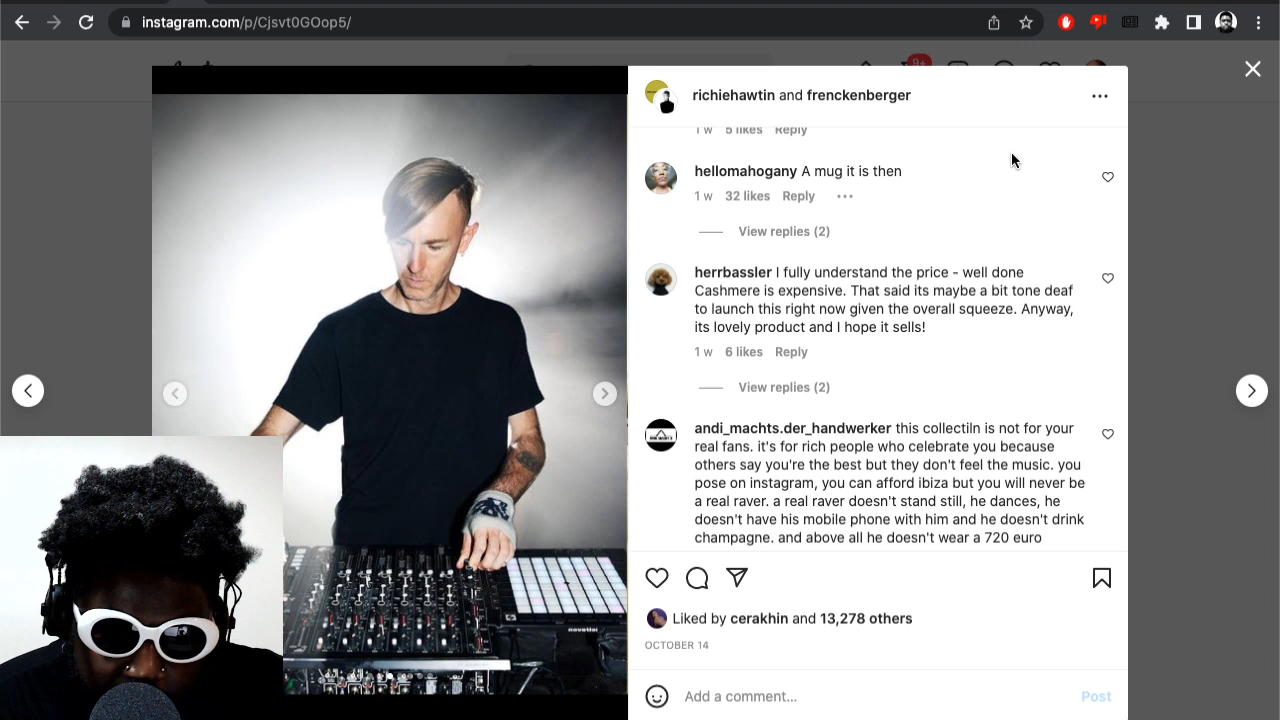 instagram.com/p/Cjsvt0GOop5/
9+
richiehawtin and frenckenberger
1 w 5 likes Reply
hellomahogany A mug it is then
1 w 32 likes Reply
View replies (2)
herrbassler I fully understand the price - well done
Cashmere is expensive. That said its maybe a bit tone deaf
to launch this right now given the overall squeeze. Anyway,
its lovely product and I hope it sells!
1 w 6 likes Reply
View replies (2)
andi_machts.der_handwerker this collectiln is not for your
real fans. it's for rich people who celebrate you because
others say you're the best but they don't feel the music. you
pose on instagram, you can afford ibiza but you will never be
a real raver. a real raver doesn't stand still, he dances, he
doesn't have his mobile phone with him and he doesn't drink
champagne. and above all he doesn't wear a 720 euro
novation
Liked by cerakhin and 13,278 others
OCTOBER 14
Add a comment...
Post